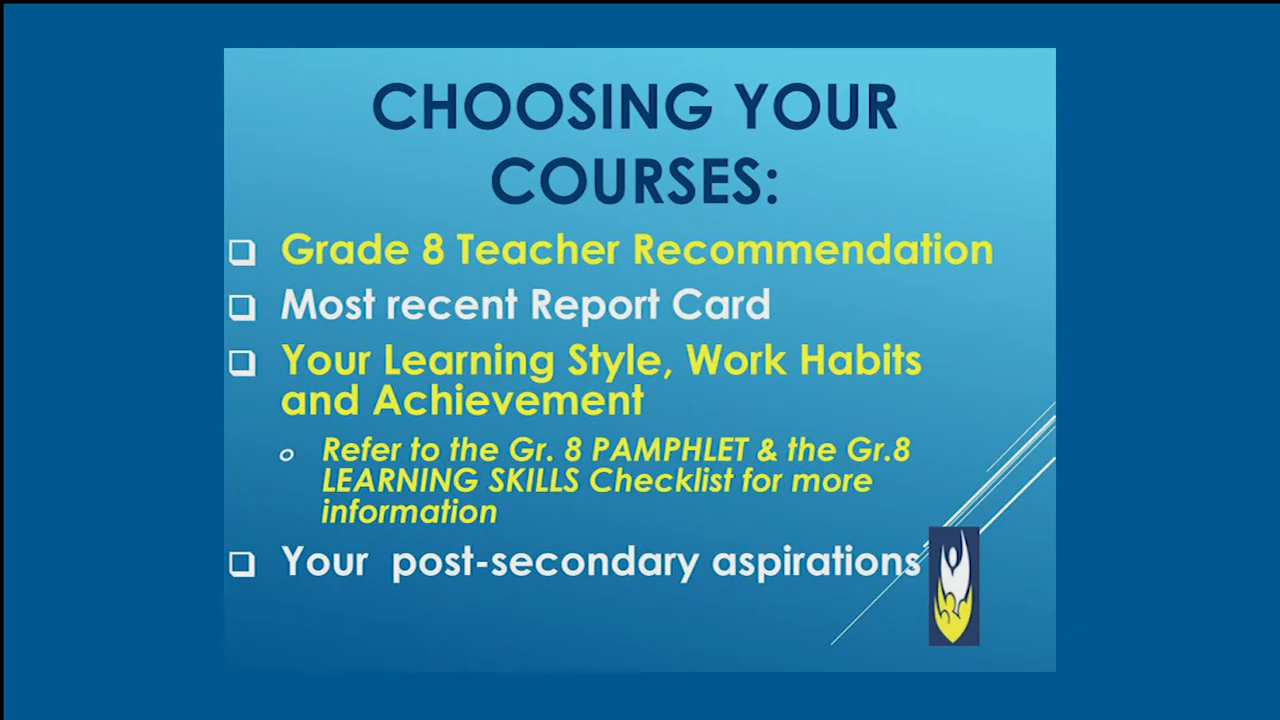 CHOOSING YOUR
COURSES:
Grade 8 Teacher Recommendation
Most recent Report Card
Your Learning Style, Work Habits
and Achievement
Refer to the Gr. 8 PAMPHLET & the Gr.8
LEARNING SKILLS Checklist for more
information
Your post-secondary aspirations